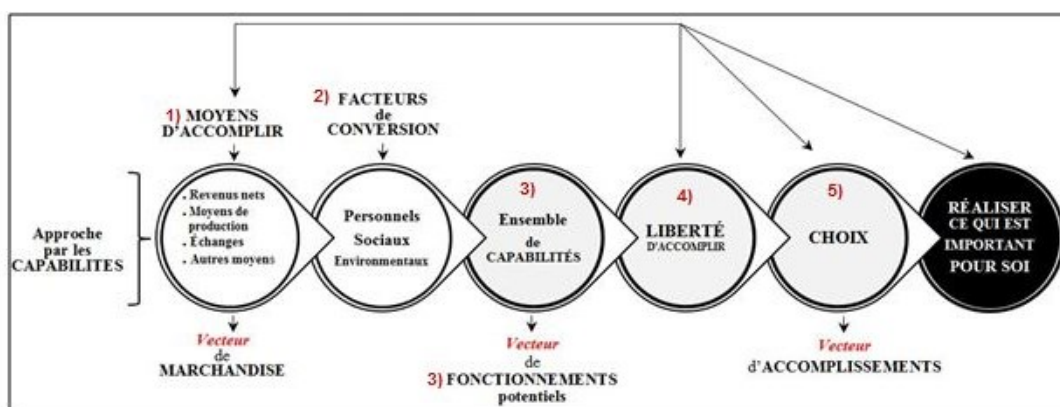 1) MOYENS
D'ACCOMPLIR
2) FACTEURS
de
CONVERSION
Approche
par les
CAPABILITES
• Revenus nets
• Moyens de
production
• Échanges
• Autres moyens
Personnels
Sociaux
Environmentaux
3)
Ensemble
de
CAPABILITÉS
4)
LIBERTÉ
D'ACCOMPLIR
5)
CHOIX
RÉALISER
CE QUI EST
IMPORTANT
POUR SOI
Vecteur
de
MARCHANDISE
Vecteur
de
3) FONCTIONNEMENTS
potentiels
Vecteur
d'ACCOMPLISSEMENTS